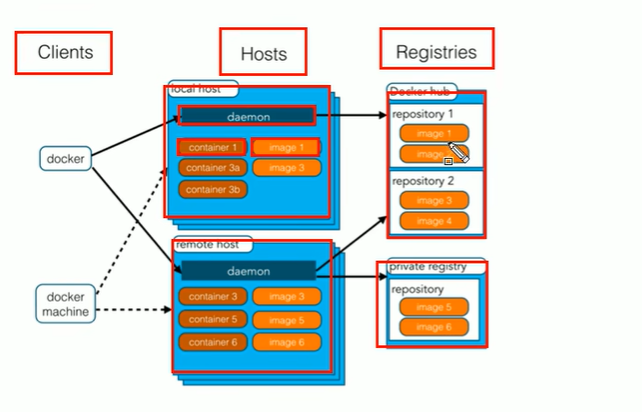 Clients
Hosts
Registries
local host
daemon
container 1
image 1
container 3a
image 3
container 3b
docker
docker
machine
remote host
daemon
container 3
image 3
container 5
image 5
container 6
image 6
Docker hub
repository 1
image 1
image
repository 2
image 3
image 4
private registry
repository
image 5
image 6